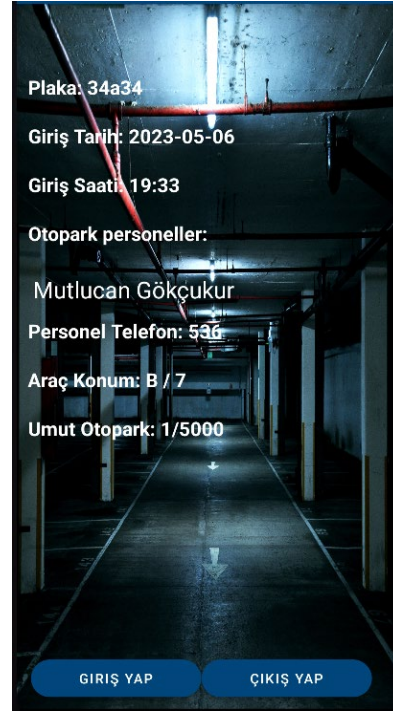 Plaka: 34a34
Giriş Tarih: 2023-05-06
Giriş Saati: 19:33
Otopark personeller:
Mutlucan Gökçukur
Personel Telefon: 536
Araç Konum: B / 7
Umut Otopark: 1/5000
GIRIŞ YAP
ÇIKIŞ YAP